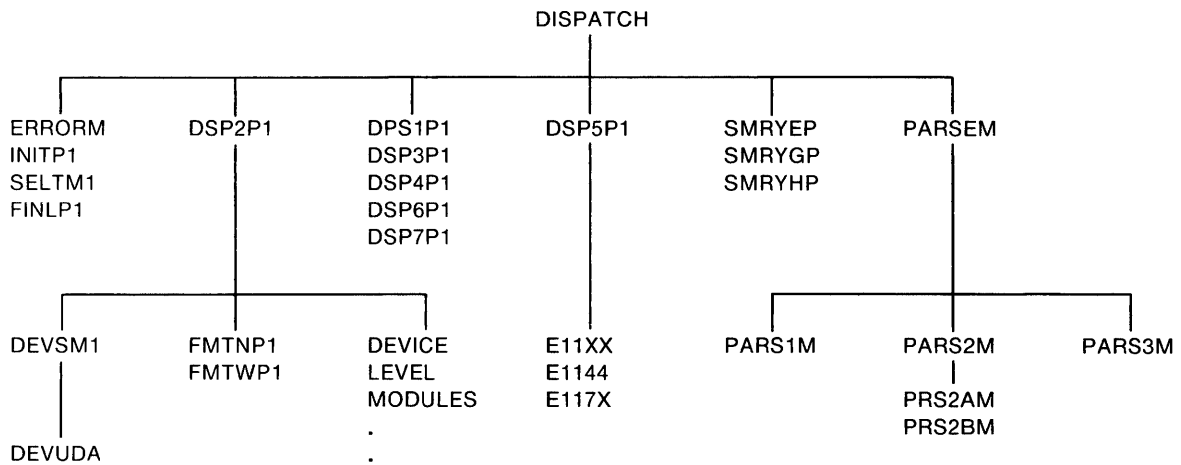 DISPATCH
ERRORM DSP2P1 DPS1P1 DSP5P1 SMRYEP PARSEM
INITP1 DSP3P1 SMRYGP
SELTM1 DSP4P1 SMRYHP
FINLP1 DSP6P1
DSP7P1
DEVSM1 FMTNP1 DEVICE E11XX PARS1M PARS2M PARS3M
FMTWP1 LEVEL E1144
MODULES E117X PRS2AM
. PRS2BM
DEVUDA .